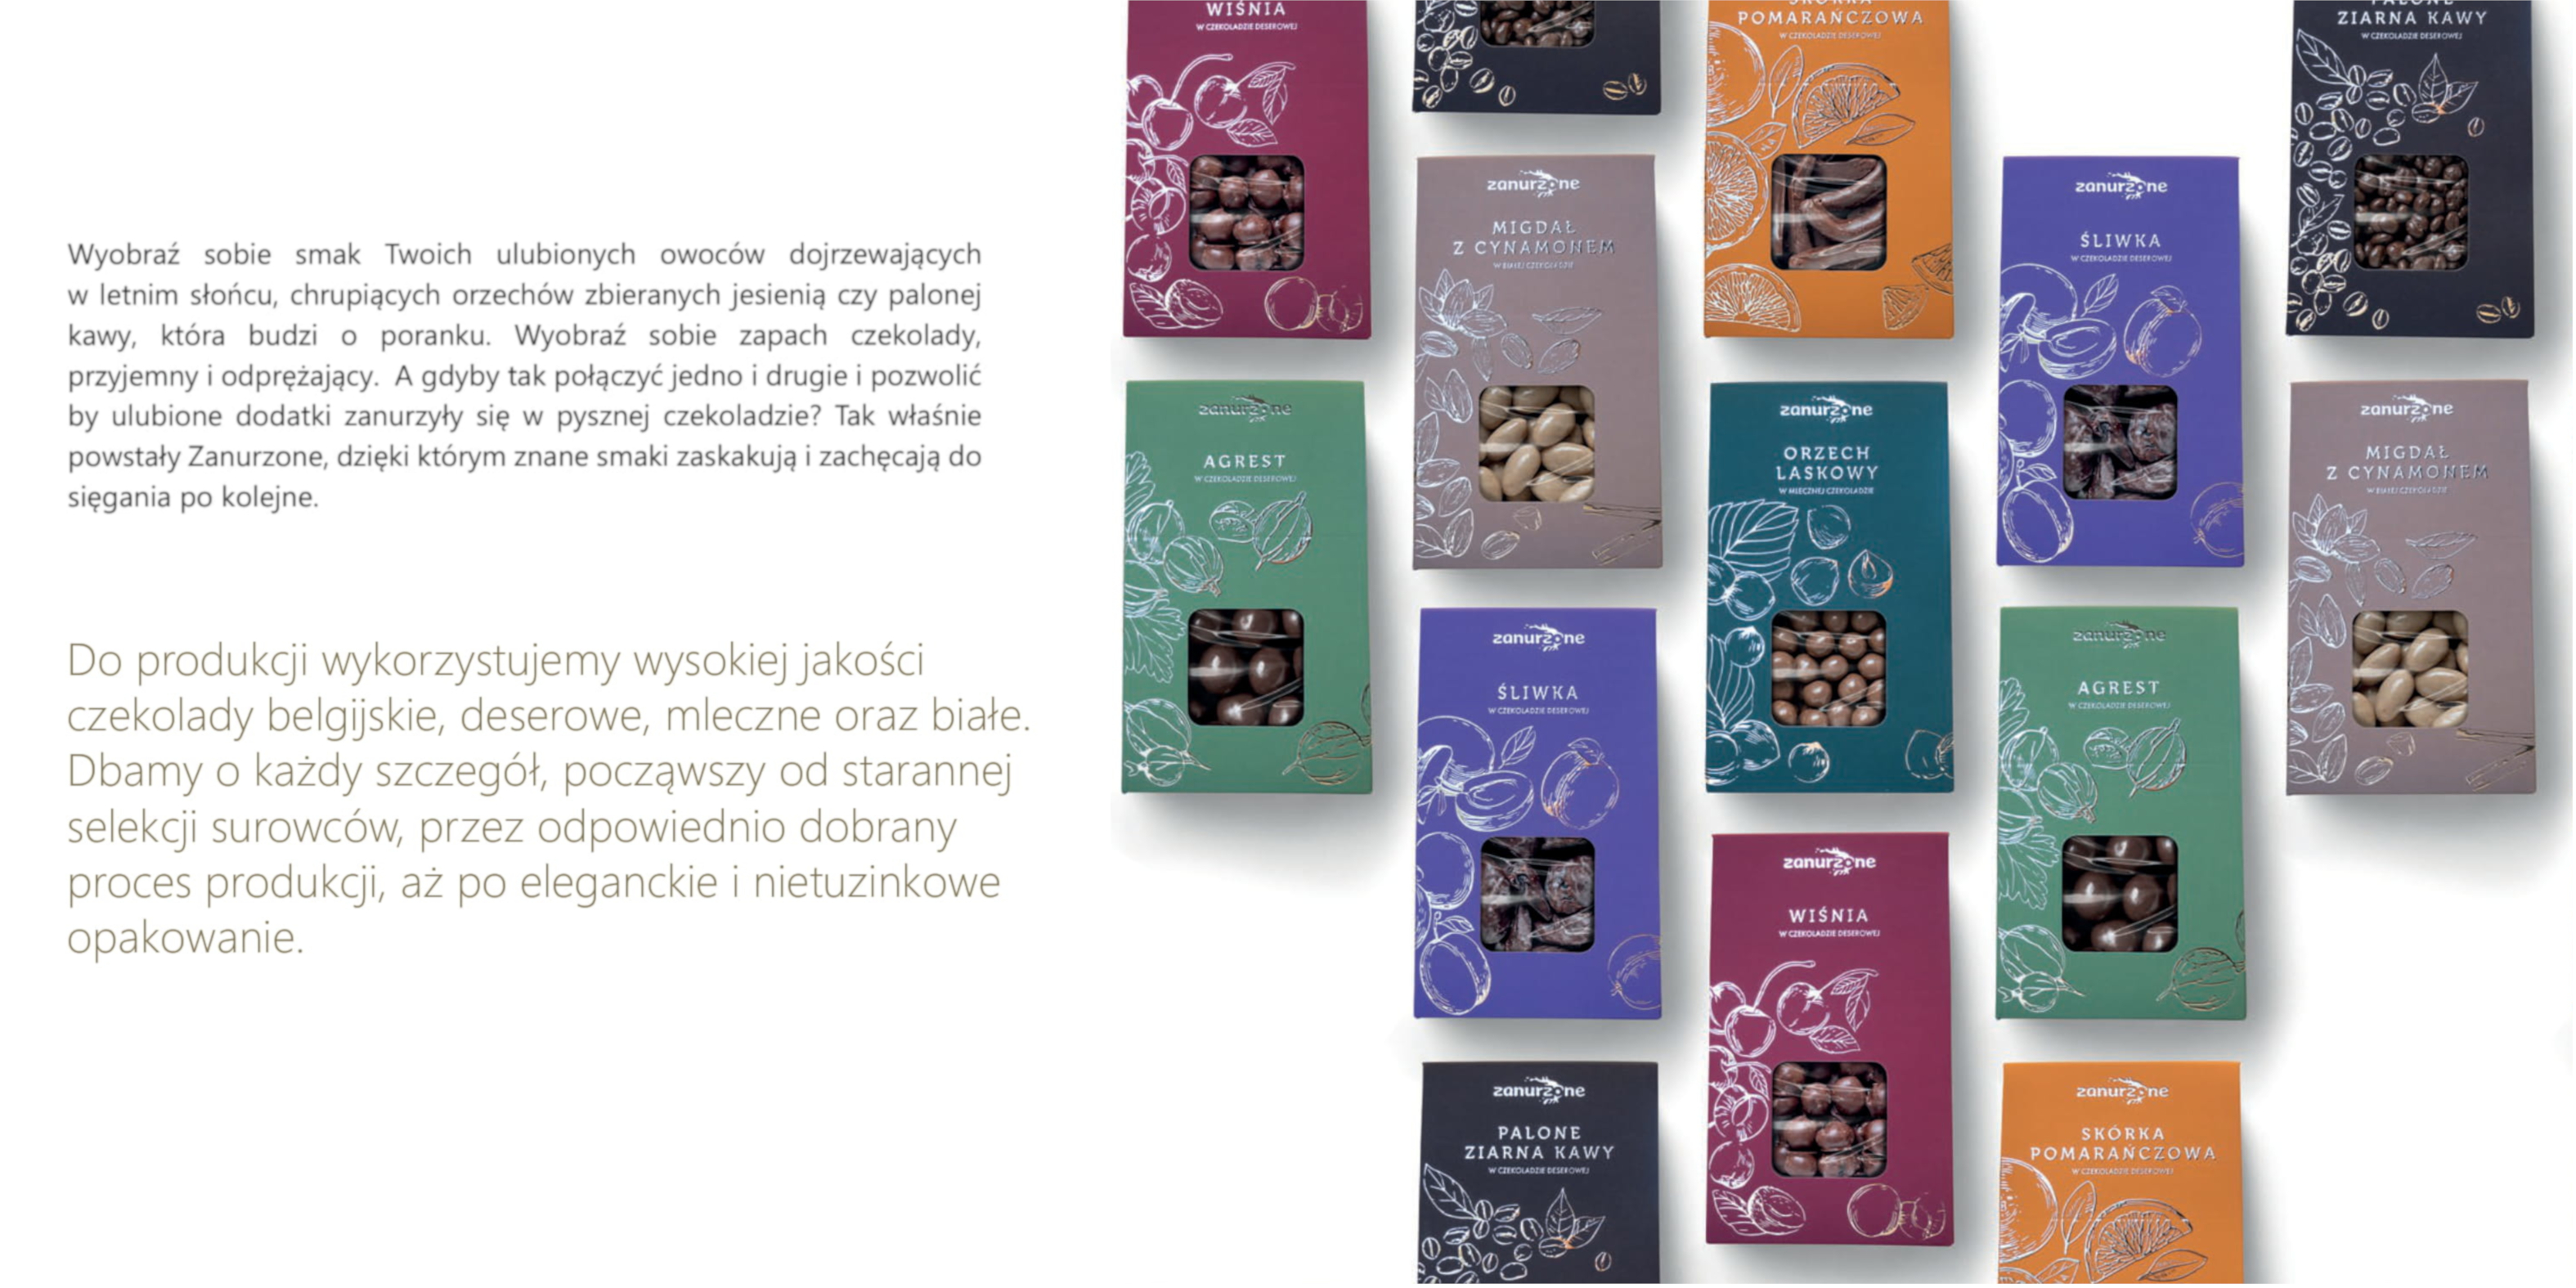 Wyobraź sobie smak Twoich ulubionych owoców dojrzewających
w letnim słońcu, chrupiących orzechów zbieranych jesienią czy palonej
kawy, która budzi o poranku. Wyobraź sobie zapach czekolady,
przyjemny i odprężający. A gdyby tak połączyć jedno i drugie i pozwolić
by ulubione dodatki zanurzyły się w pysznej czekoladzie? Tak właśnie
powstały Zanurzone, dzięki którym znane smaki zaskakują i zachęcają do
sięgania po kolejne.
Do produkcji wykorzystujemy wysokiej jakości
czekolady belgijskie, deserowe, mleczne oraz białe.
Dbamy o każdy szczegół, począwszy od starannej
selekcji surowców, przez odpowiednio dobrany
proces produkcji, aż po eleganckie i nietuzinkowe
opakowanie.
WIŚNIA
W CZEKOLADZIE DESEROWEJ
zanurzone
AGREST
W CZEKOLADZIE DESEROWEJ
zanurzone
MIGDAŁ
Z CYNAMONEM
W BIAŁEJ CZEKOLADZIE
zanurzone
ŚLIWKA
W CZEKOLADZIE DESEROWEJ
zanurzone
PALONE
ZIARNA KAWY
W CZEKOLADZIE DESEROWEJ
SKÓRKA
POMARAŃCZOWA
W CZEKOLADZIE DESEROWEJ
zanurzone
ORZECH
LASKOWY
W MLECZNEJ CZEKOLADZIE
zanurzone
WIŚNIA
W CZEKOLADZIE DESEROWEJ
zanurzone
ŚLIWKA
W CZEKOLADZIE DESEROWEJ
zanurzone
AGREST
W CZEKOLADZIE DESEROWEJ
zanurzone
SKÓRKA
POMARAŃCZOWA
W CZEKOLADZIE DESEROWEJ
PALONE
ZIARNA KAWY
W CZEKOLADZIE DESEROWEJ
zanurzone
MIGDAŁ
Z CYNAMONEM
W BIAŁEJ CZEKOLADZIE